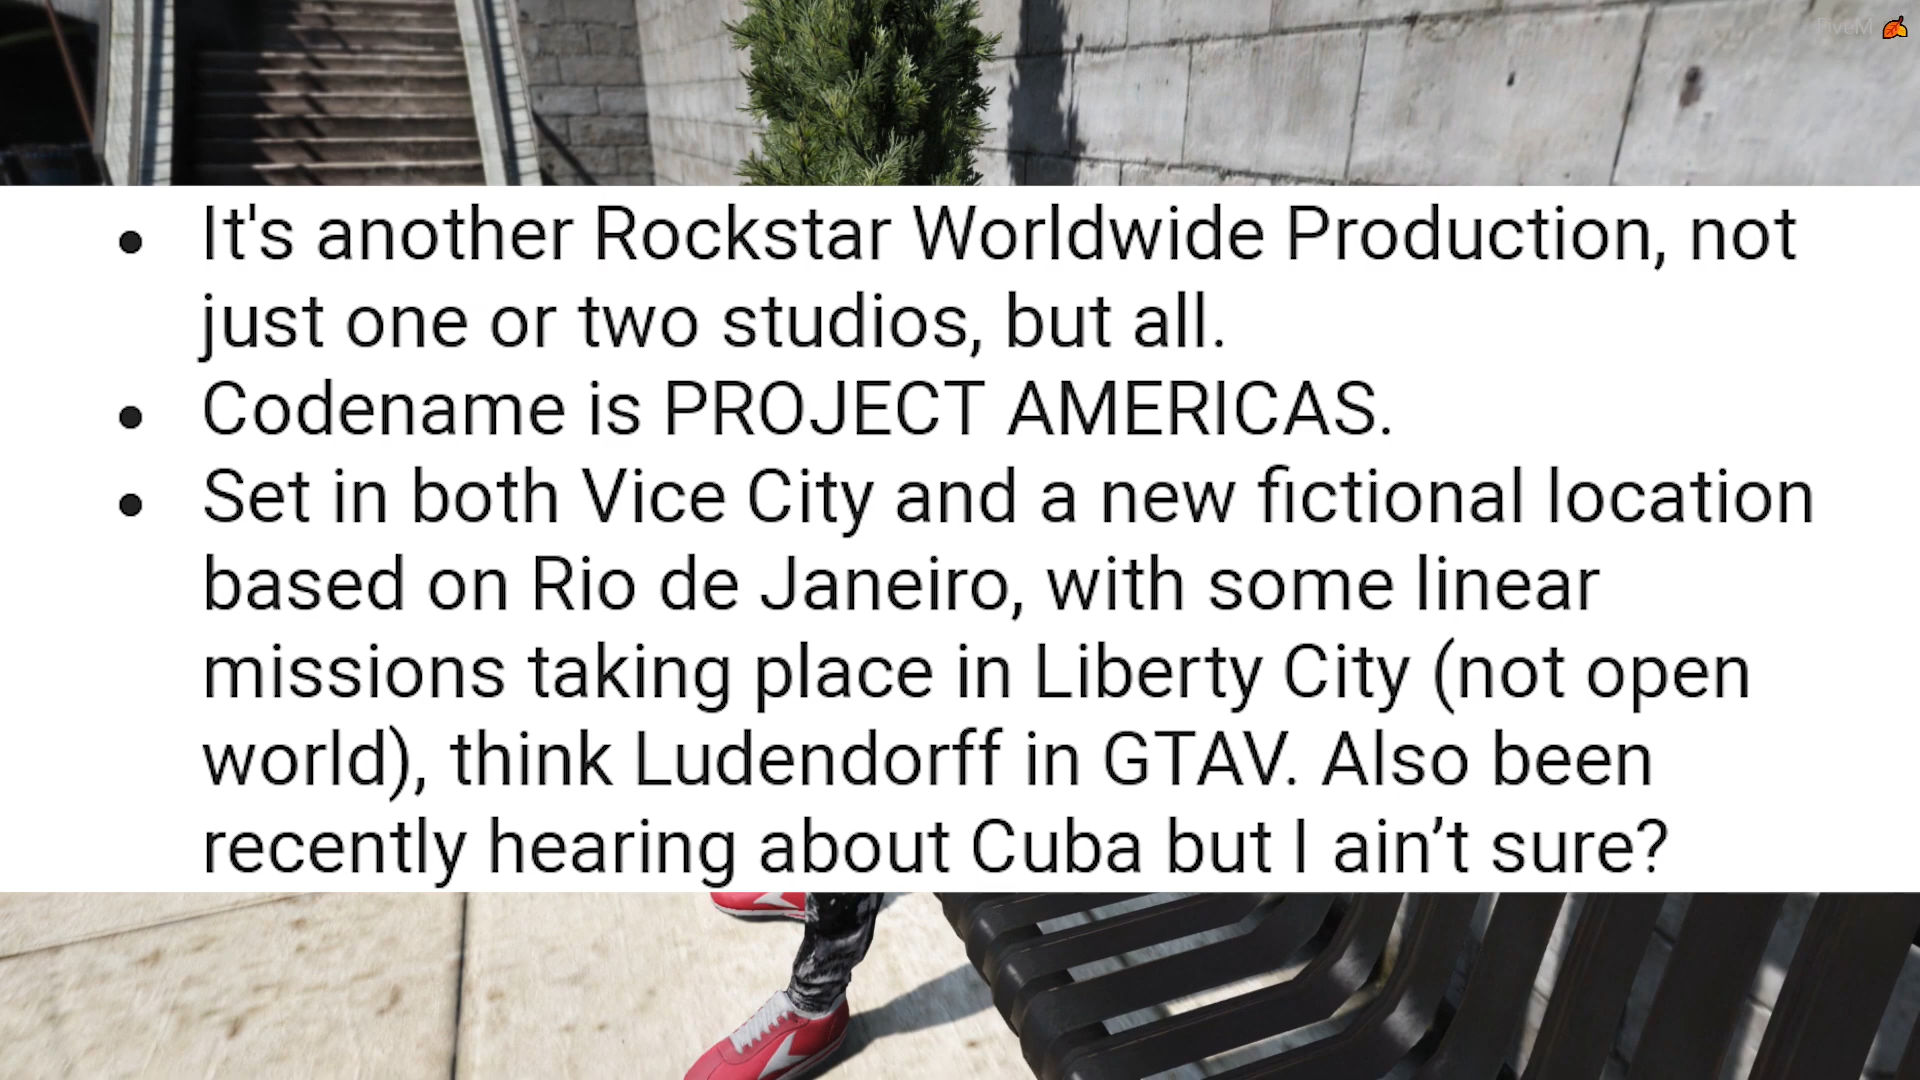 FiveM
• It's another Rockstar Worldwide Production, not
just one or two studios, but all.
• Codename is PROJECT AMERICAS.
• Set in both Vice City and a new fictional location
based on Rio de Janeiro, with some linear
missions taking place in Liberty City (not open
world), think Ludendorff in GTAV. Also been
recently hearing about Cuba but I ain’t sure?